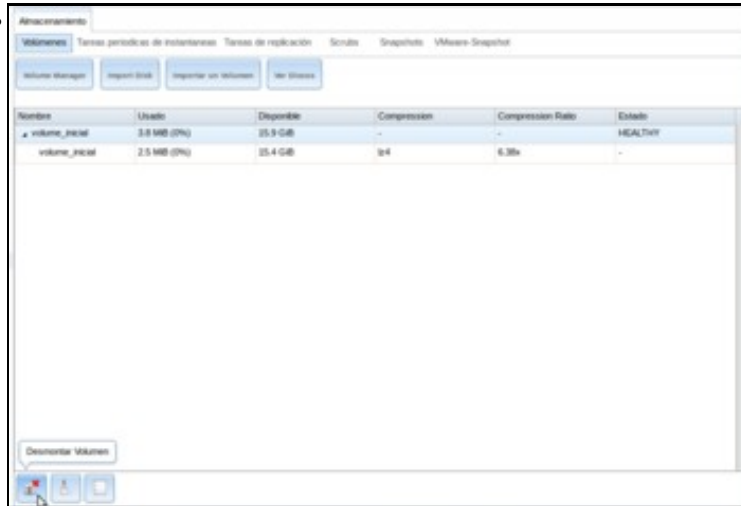 Almacenamiento
Volúmenes Tareas periodicas de instantaneas Tareas de replicación Scrubs Snapshots VMware-Snapshot
Volume Manager Import Disk Importar un Volumen Ver Discos
Nombre Usado Disponible Compression Compression Ratio Estado
volume_inicial 3.8 MiB (0%) 15.9 GiB - - HEALTHY
volume_inicial 2.5 MiB (0%) 15.4 GiB lz4 6.38x -
Desmontar Volumen